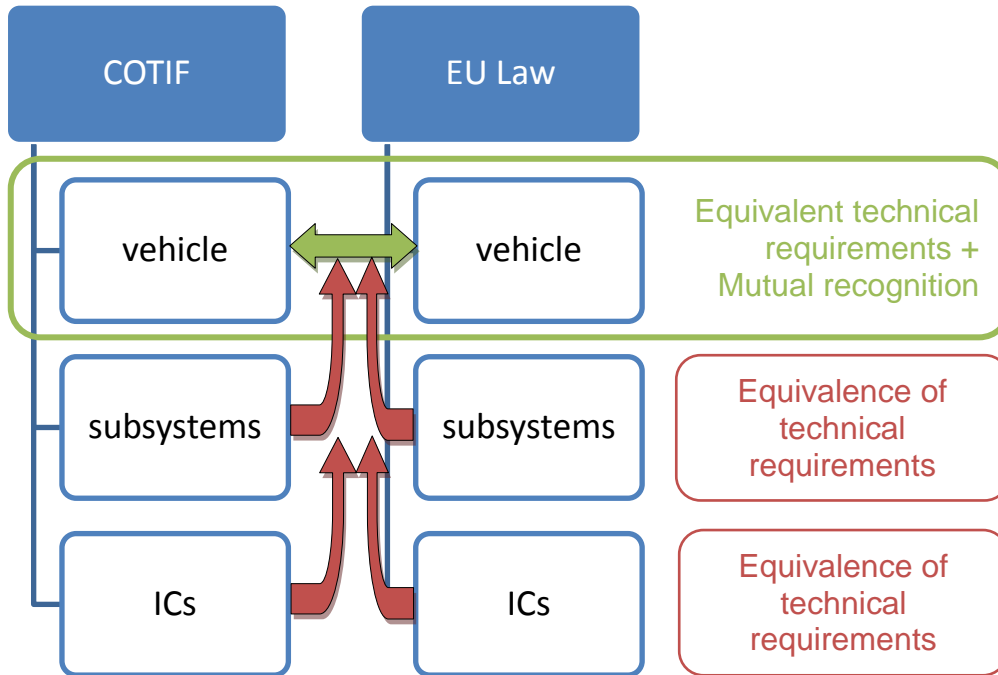 COTIF
EU Law
vehicle
vehicle
Equivalent technical
requirements +
Mutual recognition
subsystems
subsystems
Equivalence of
technical
requirements
ICs
ICs
Equivalence of
technical
requirements